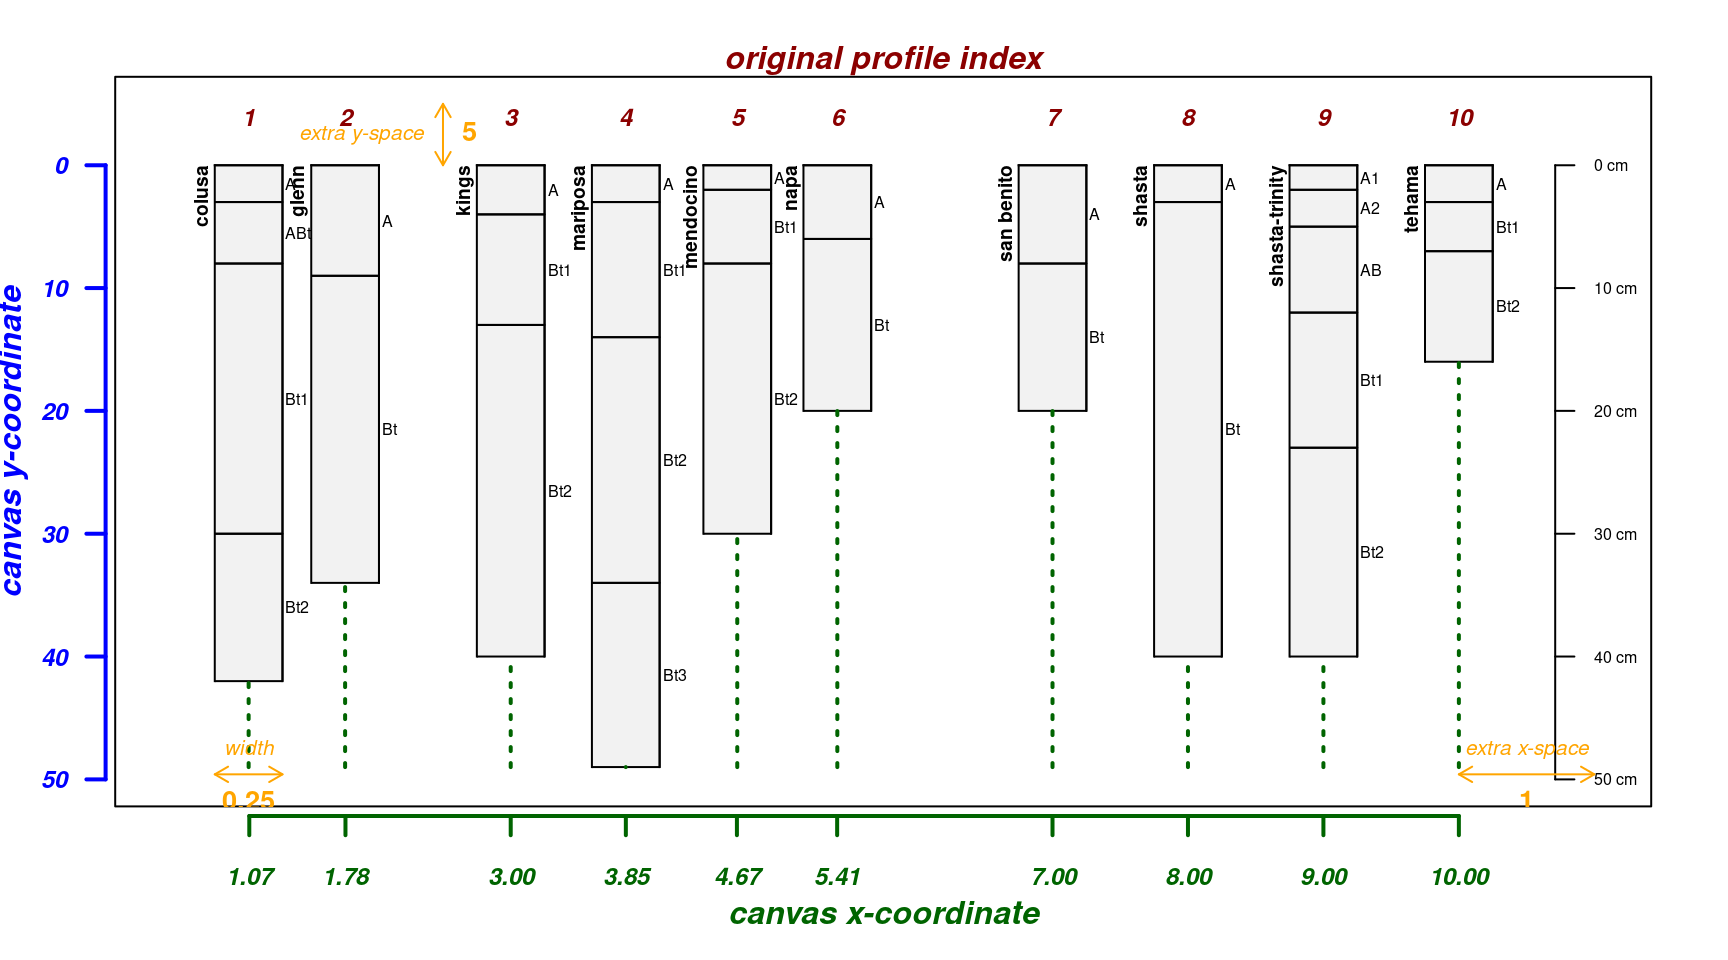 original profile index
1 2 3 4 5 6 7 8 9 10
extra y-space 5
canvas y-coordinate
0
10
20
30
40
50
colusa
A
ABt
Bt1
Bt2
glenn
A
Bt
kings
A
Bt1
Bt2
mariposa
A
Bt1
Bt2
Bt3
mendocino
A
Bt1
Bt2
napa
A
Bt
san benito
A
Bt
shasta
A
Bt
shasta-trinity
A1
A2
AB
Bt1
Bt2
tehama
A
Bt1
Bt2
0 cm
10 cm
20 cm
30 cm
40 cm
50 cm
width
0.25
extra x-space
1
1.07 1.78 3.00 3.85 4.67 5.41 7.00 8.00 9.00 10.00
canvas x-coordinate